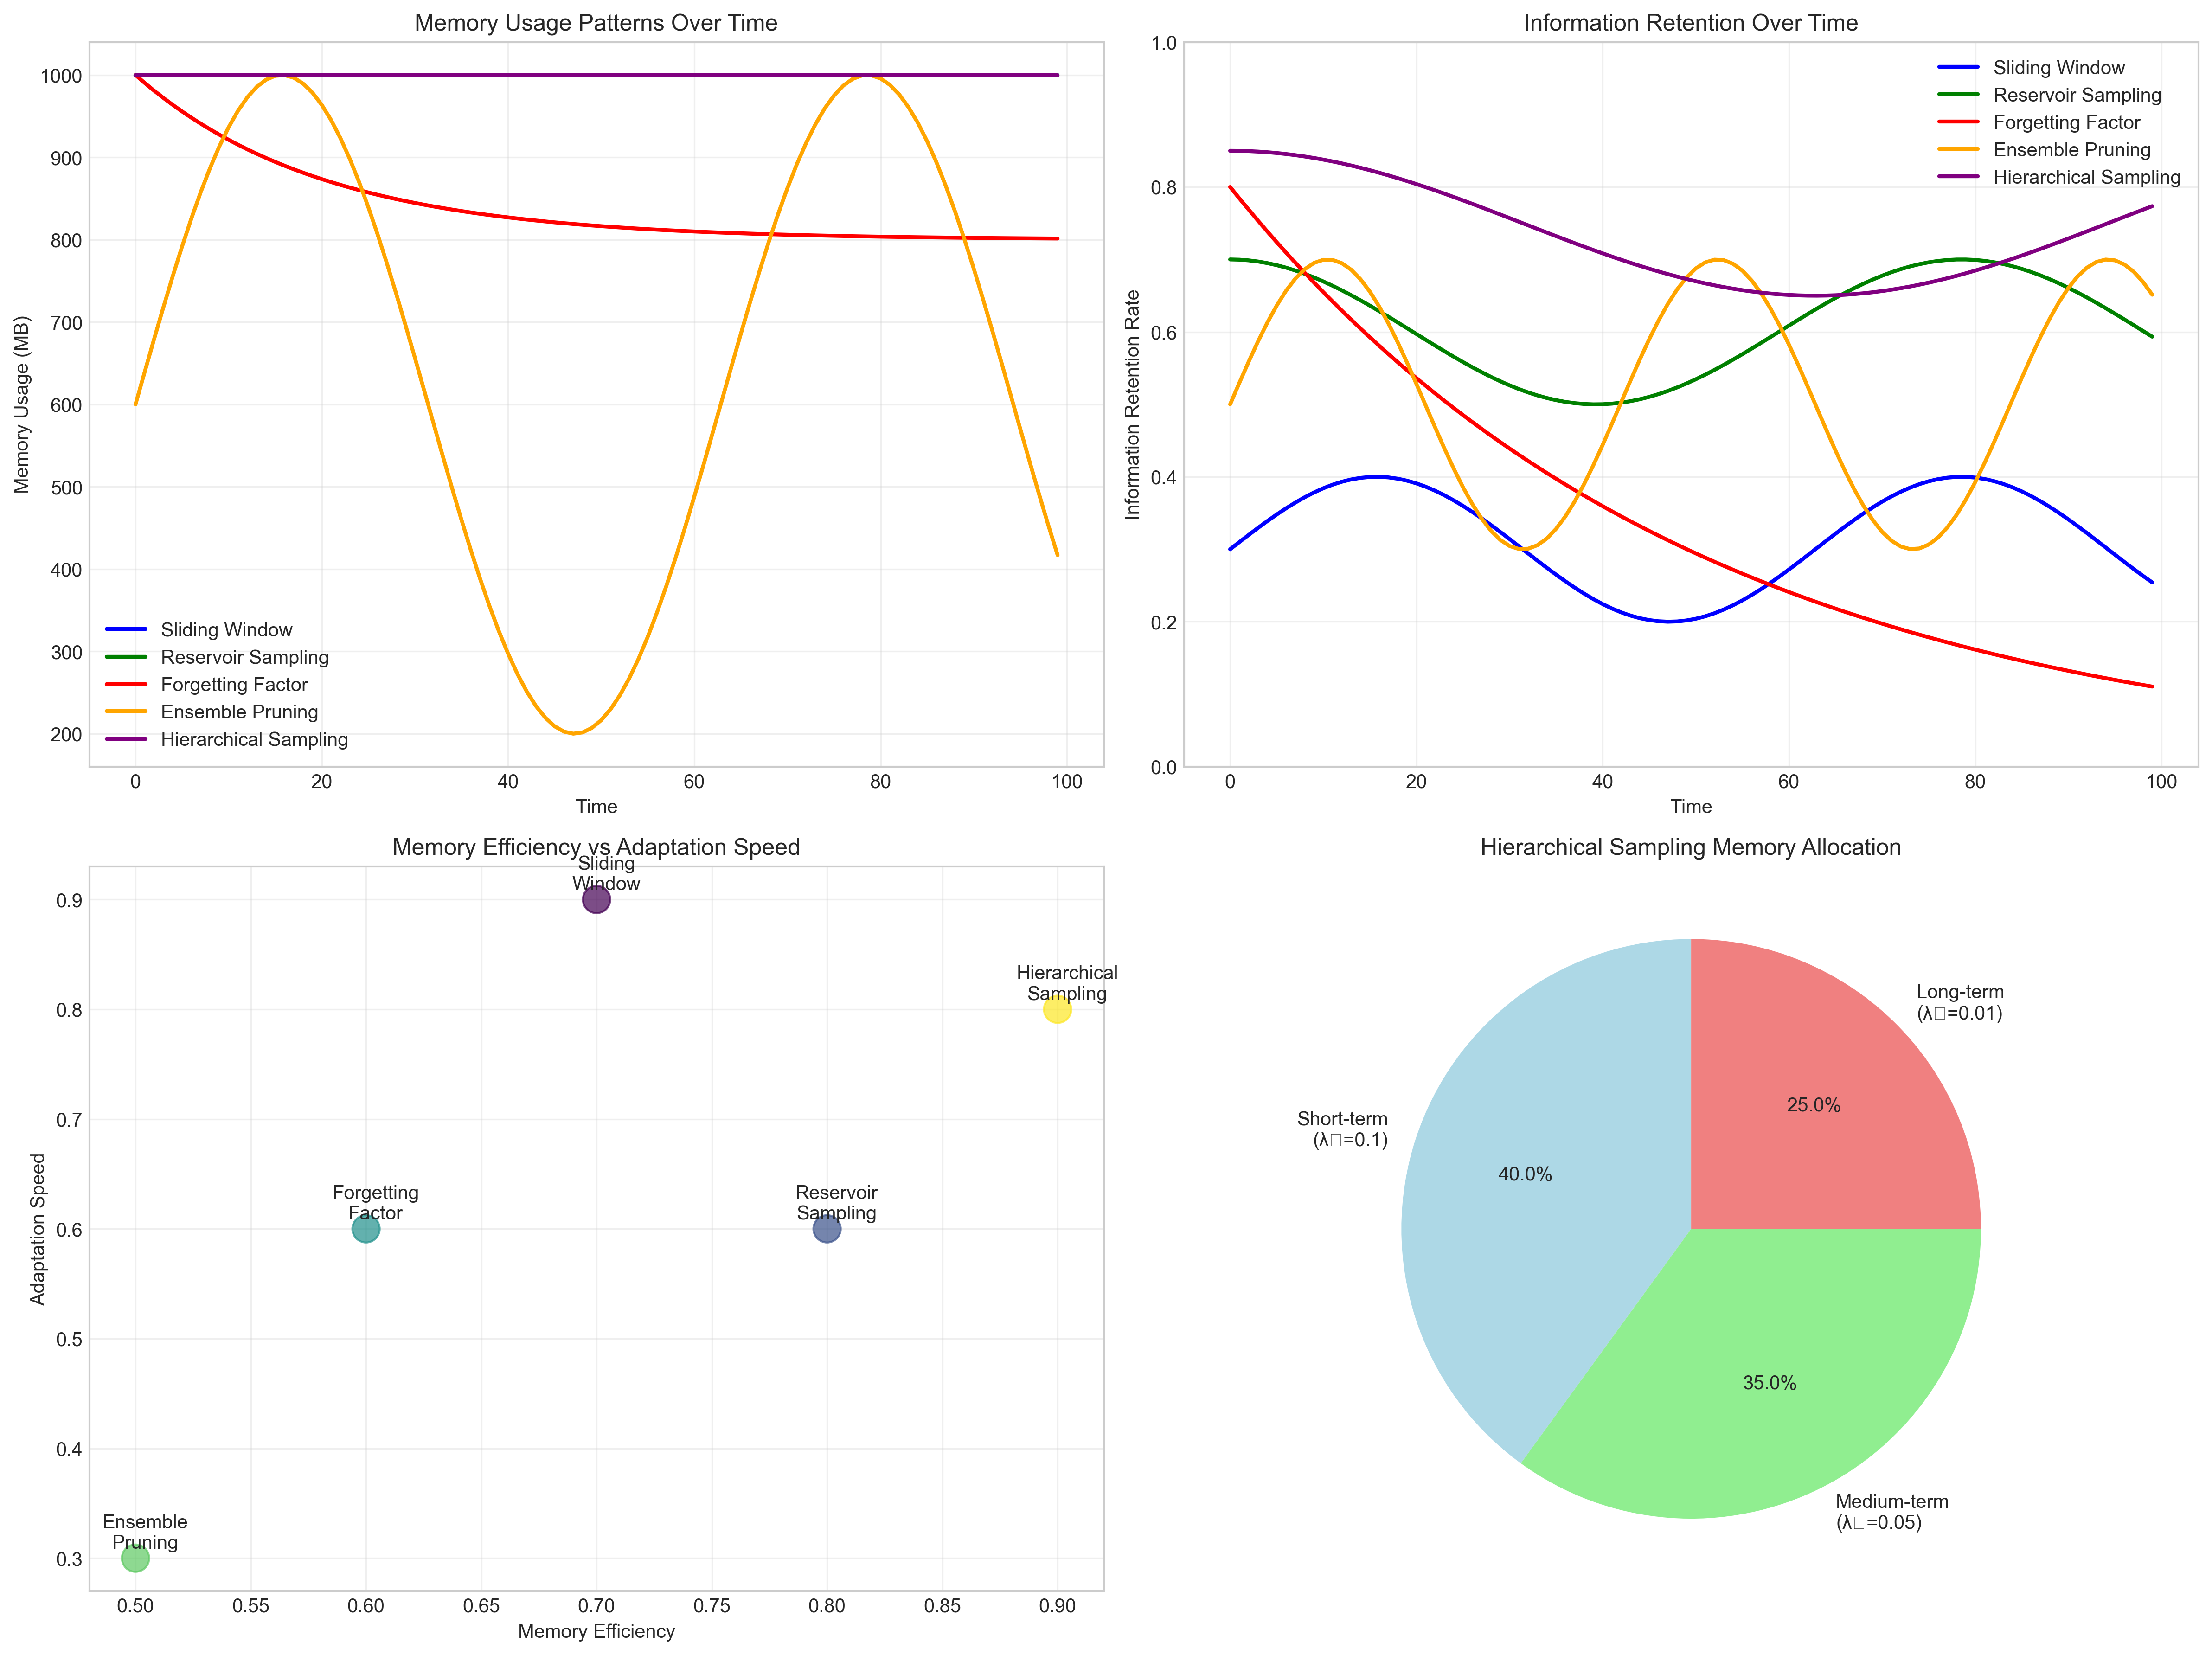 Memory Usage Patterns Over Time
Memory Usage (MB)
1000
900
800
700
600
500
400
300
200
Sliding Window
Reservoir Sampling
Forgetting Factor
Ensemble Pruning
Hierarchical Sampling
0 20 40 60 80 100
Time
Information Retention Over Time
Information Retention Rate
1.0
0.8
0.6
0.4
0.2
0.0
Sliding Window
Reservoir Sampling
Forgetting Factor
Ensemble Pruning
Hierarchical Sampling
0 20 40 60 80 100
Time
Memory Efficiency vs Adaptation Speed
Adaptation Speed
0.9
0.8
0.7
0.6
0.5
0.4
0.3
Sliding
Window
Hierarchical
Sampling
Forgetting
Factor
Reservoir
Sampling
Ensemble
Pruning
0.50 0.55 0.60 0.65 0.70 0.75 0.80 0.85 0.90
Memory Efficiency
Hierarchical Sampling Memory Allocation
Long-term
(λ□=0.01)
25.0%
Short-term
(λ□=0.1)
40.0%
35.0%
Medium-term
(λ□=0.05)